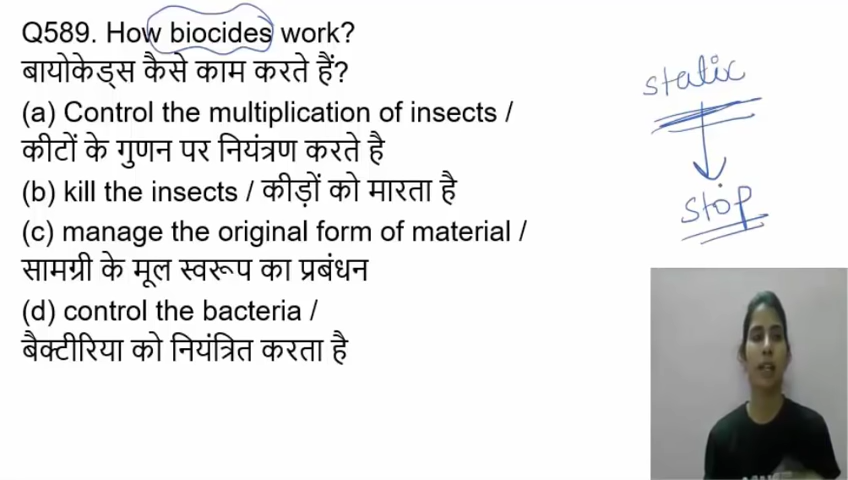 Q589. How biocides work?
बायोकेड्स कैसे काम करते हैं?
(a) Control the multiplication of insects /
कीटों के गुणन पर नियंत्रण करते है
(b) kill the insects / कीड़ों को मारता है
(c) manage the original form of material /
सामग्री के मूल स्वरूप का प्रबंधन
(d) control the bacteria /
बैक्टीरिया को नियंत्रित करता है
static
stop